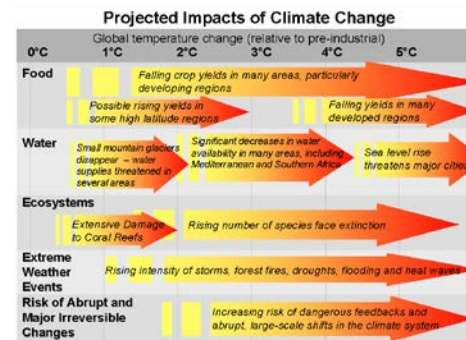 Projected Impacts of Climate Change
Global temperature change (relative to pre-industrial)
0°C 1°C 2°C 3°C 4°C 5°C
Food
Falling crop yields in many areas, particularly
developing regions
Possible rising yields in
some high latitude regions
Falling yields in many
developed regions
Water
Small mountain glaciers
disappear – water
supplies threatened in
several areas
Significant decreases in water
availability in many areas, including
Mediterranean and Southern Africa
Sea level rise
threatens major cities
Ecosystems
Extensive Damage
to Coral Reefs
Rising number of species face extinction
Extreme
Weather
Events
Rising intensity of storms, forest fires, droughts, flooding and heat waves
Risk of Abrupt and
Major Irreversible
Changes
Increasing risk of dangerous feedbacks and
abrupt, large-scale shifts in the climate system